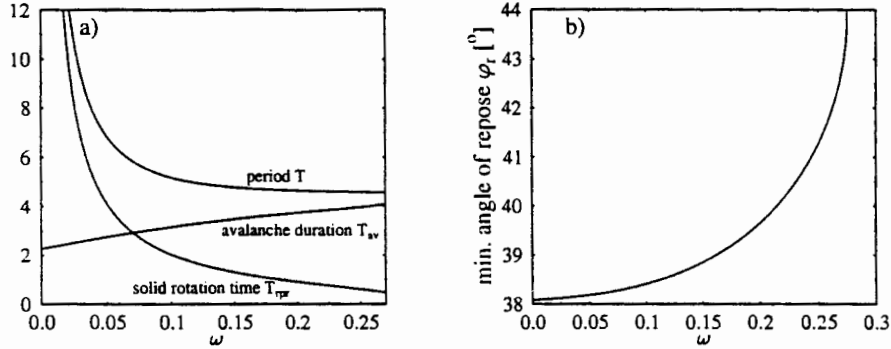 a)
12
10
8
6
4
2
0
period T
avalanche duration T_av
solid rotation time T_rpr
0.0 0.05 0.1 0.15 0.2 0.25
ω
b)
min. angle of repose φ_r [°]
44
43
42
41
40
39
38
0.0 0.05 0.1 0.15 0.2 0.25 0.3
ω